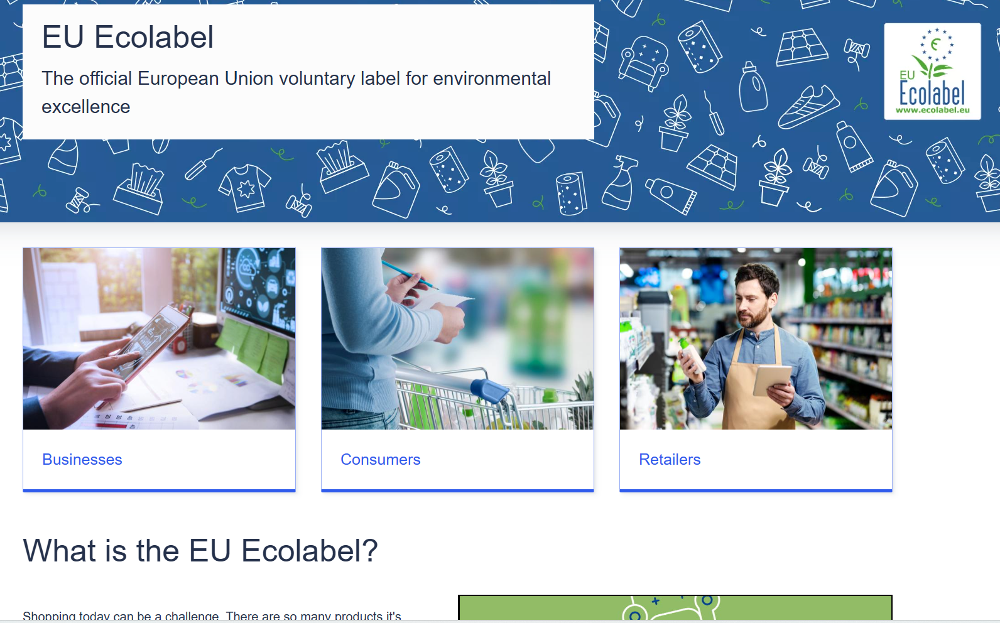 EU Ecolabel
The official European Union voluntary label for environmental
excellence
EU
Ecolabel
www.ecolabel.eu
Businesses
Consumers
Retailers
What is the EU Ecolabel?
Shopping today can be a challenge. There are so many products it's